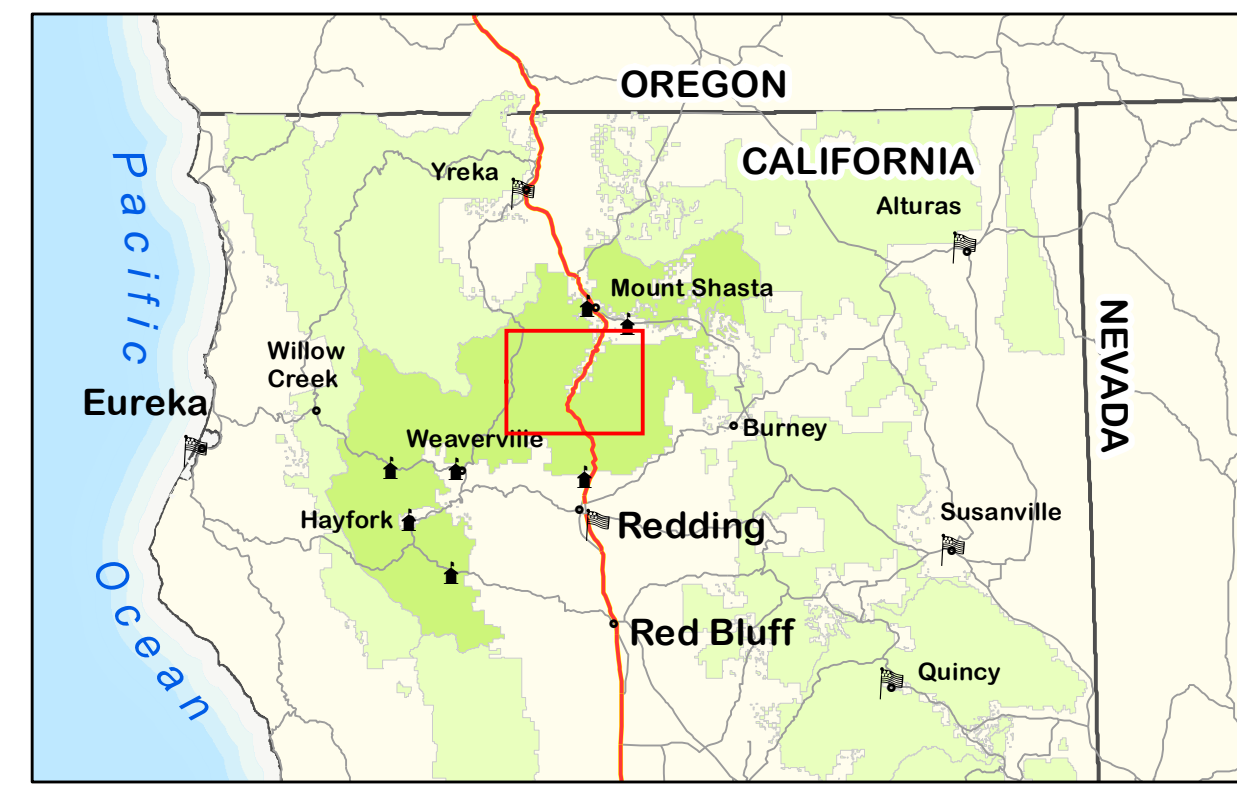 OREGON
CALIFORNIA
Yreka
Alturas
Pacific
Mount Shasta
NEVADA
Willow
Creek
Eureka
Burney
Weaverville
Hayfork
Susanville
Redding
Ocean
Red Bluff
Quincy